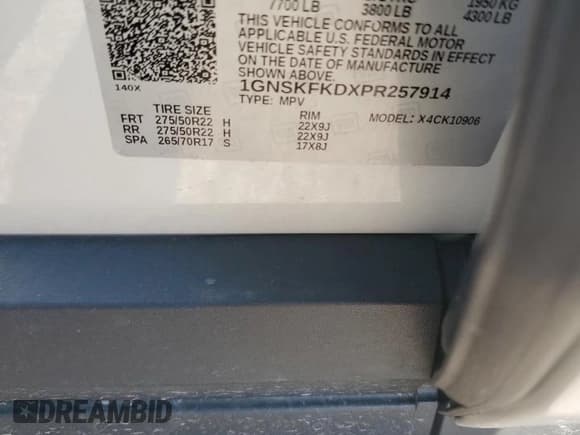 7700 LB 3800 LB 4300 LB
THIS VEHICLE CONFORMS TO ALL
APPLICABLE U.S. FEDERAL MOTOR
VEHICLE SAFETY STANDARDS IN EFFECT
ON THE DATE OF MANUFACTURE
SHOWN ABOVE.
1GNSKFKDXPR257914
TYPE: MPV MODEL: X4CK10906
140X
TIRE SIZE RIM
FRT 275/50R22 H 22X9J
RR 275/50R22 H 22X9J
SPA 265/70R17 S 17X8J
DREAMBID